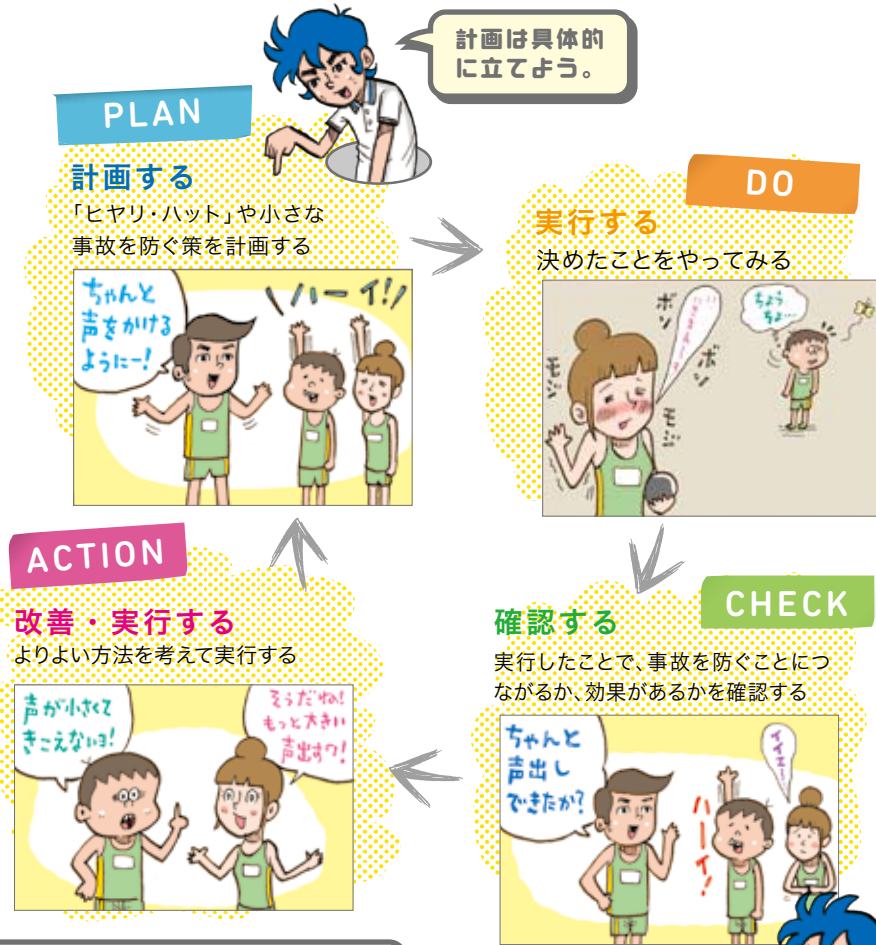 計画は具体的
に立てよう。
PLAN
計画する
「ヒヤリ・ハット」や小さな
事故を防ぐ策を計画する
ちゃんと
声をかける
ようにー!
ハーイ!
DO
実行する
決めたことをやってみる
ボソ
ボソ
モジ
モジ
ちょう
ちょ…
CHECK
確認する
実行したことで、事故を防ぐことにつ
ながるか、効果があるかを確認する
ちゃんと
声出し
できたか?
ハーイ!
イイエー
ACTION
改善・実行する
よりよい方法を考えて実行する
声が小さくて
きこえないヨ!
そうだね!
もっと大きい
声出すワ!